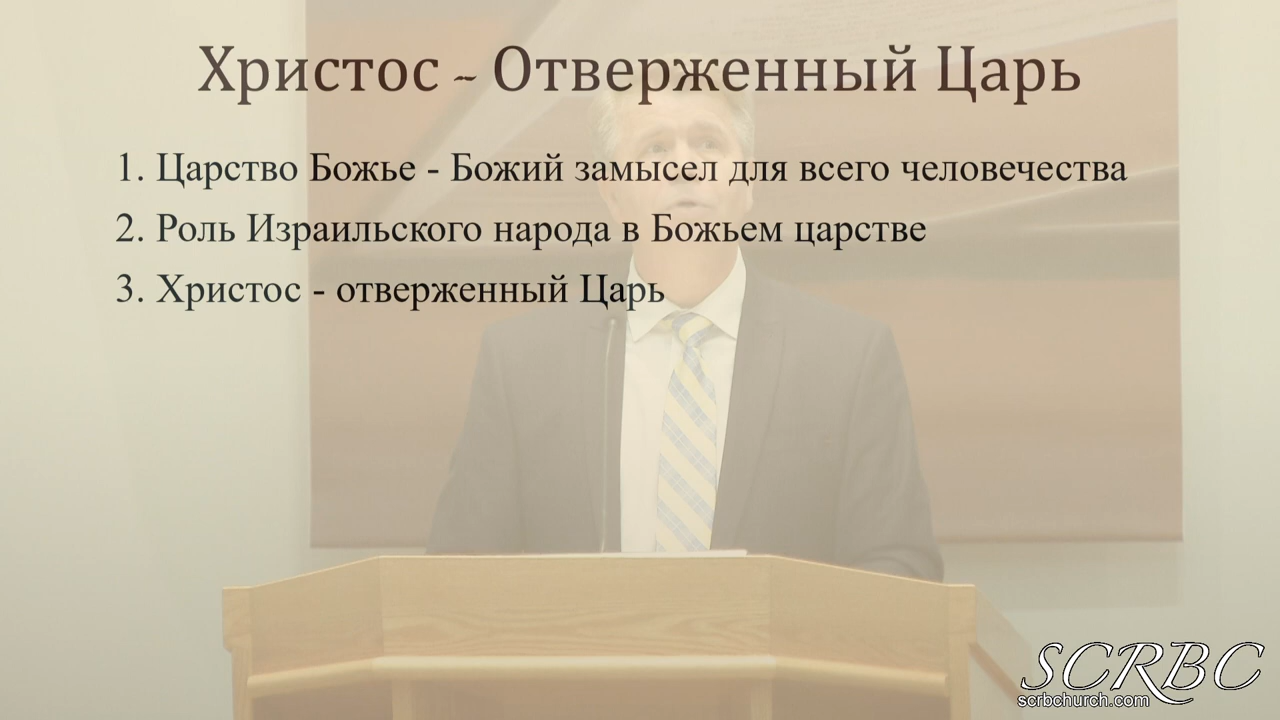 Христос - Отверженный Царь
1. Царство Божье - Божий замысел для всего человечества
2. Роль Израильского народа в Божьем царстве
3. Христос - отверженный Царь
SCRBC
scrbchurch.com